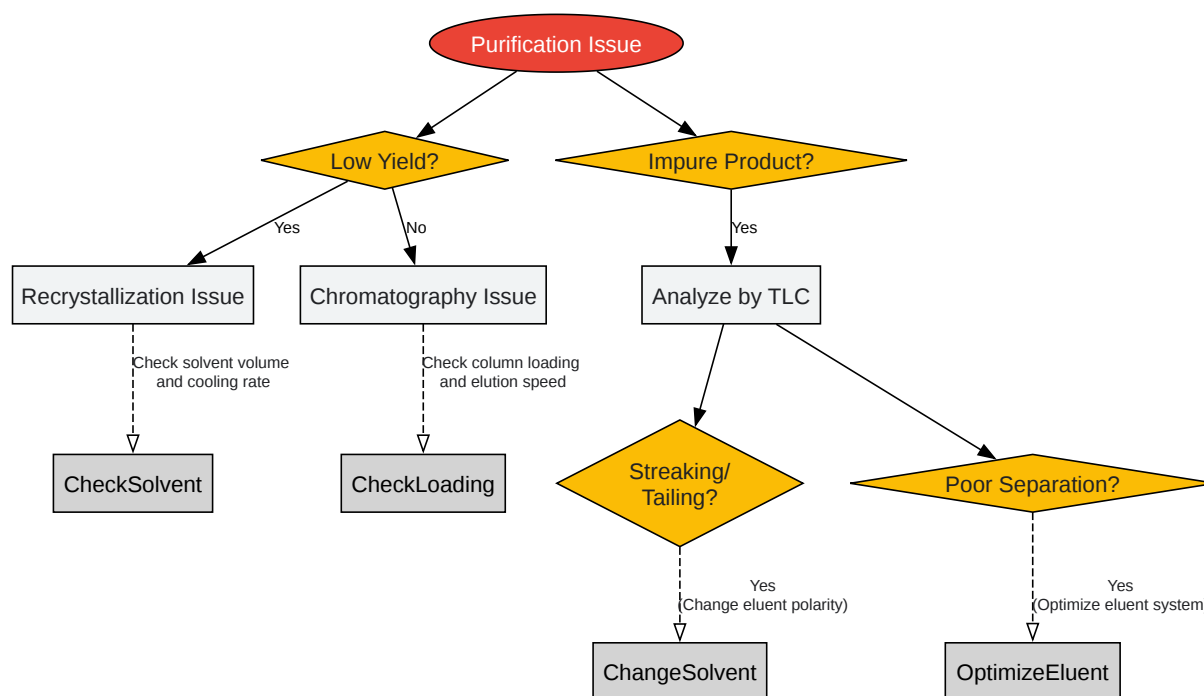 Purification Issue
Low Yield?
Impure Product?
Yes
No
Yes
Recrystallization Issue
Chromatography Issue
Analyze by TLC
Check solvent volume
and cooling rate
Check column loading
and elution speed
CheckSolvent
CheckLoading
Streaking/
Tailing?
Poor Separation?
Yes
(Change eluent polarity)
Yes
(Optimize eluent system
ChangeSolvent
OptimizeEluent